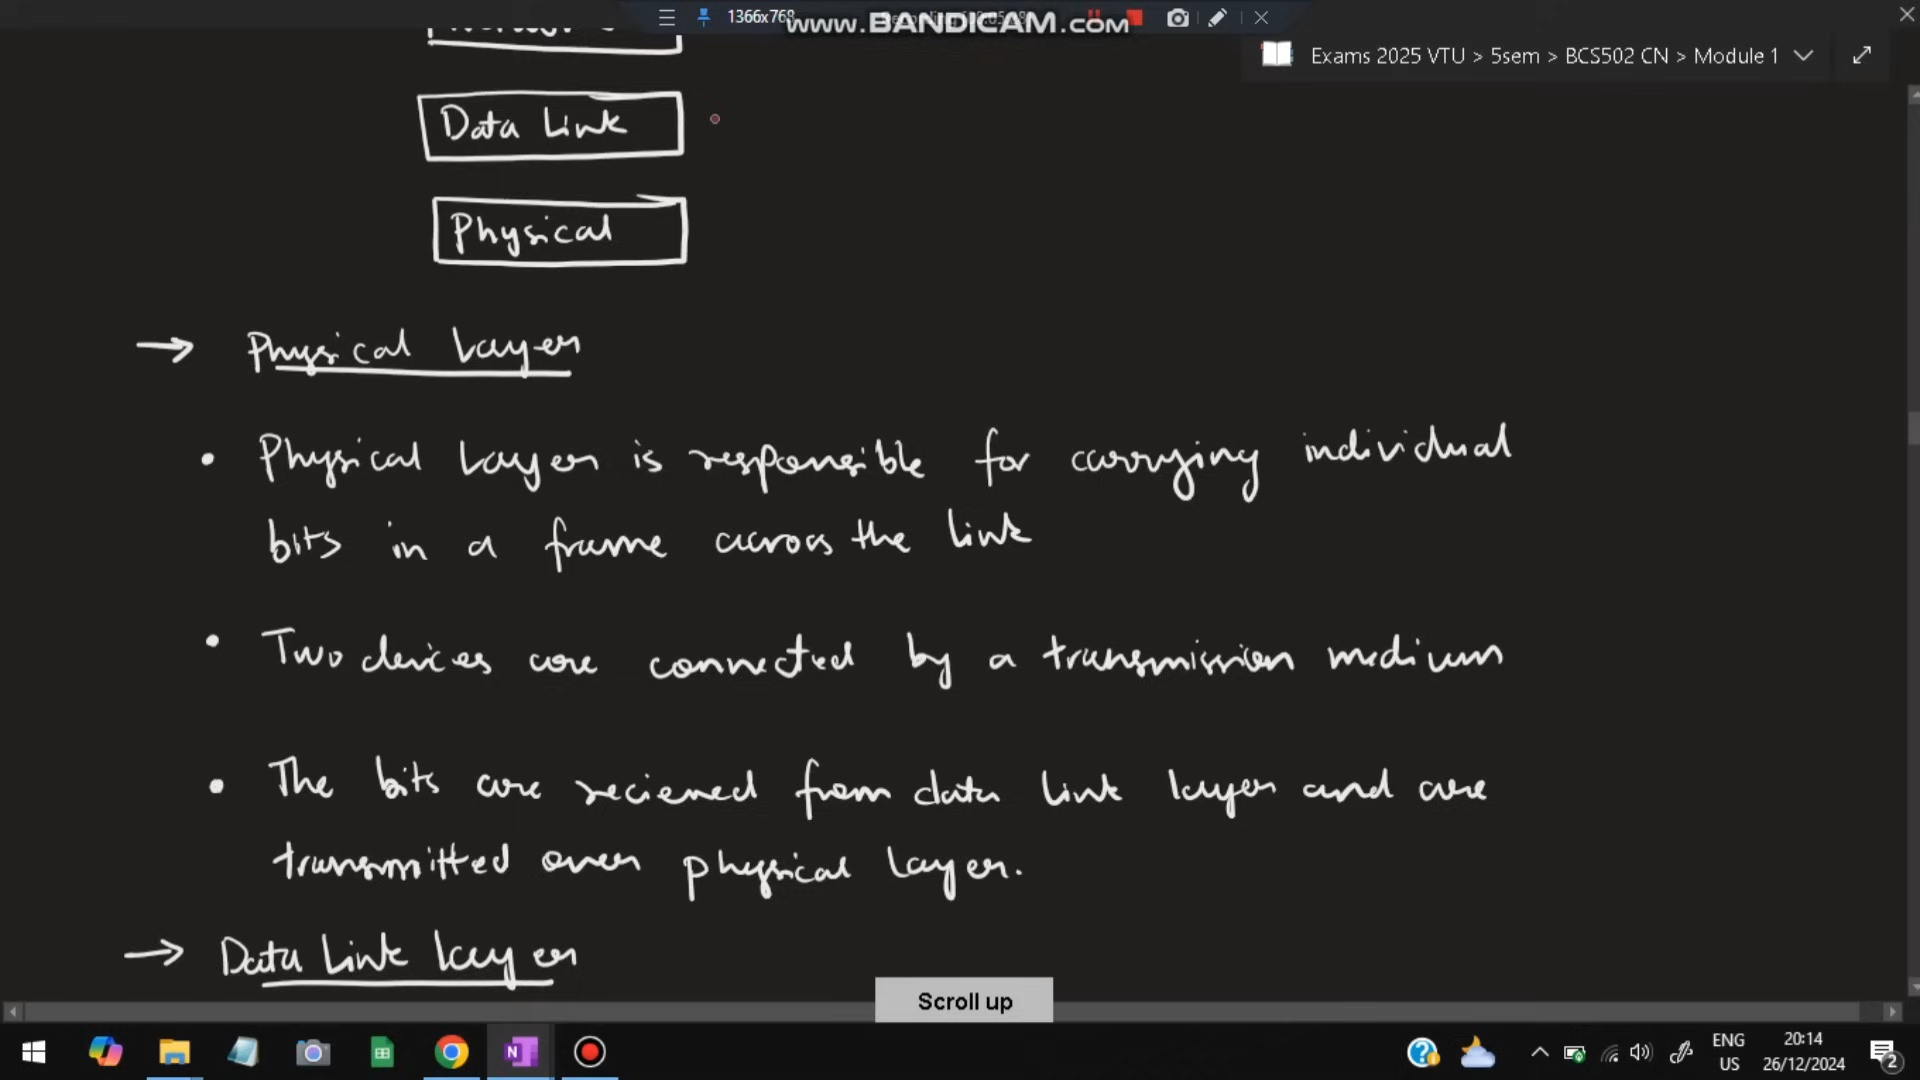 1366x768
www.BANDICAM.com
Exams 2025 VTU > 5sem > BCS502 CN > Module 1
Data Link
Physical
→ Physical Layer
• Physical Layer is responsible for carrying individual
bits in a frame across the link
• Two devices are connected by a transmission medium
• The bits are recieved from data link layer and are
transmitted over physical layer.
→ Data Link Layer
Scroll up
ENG
US
20:14
26/12/2024
2